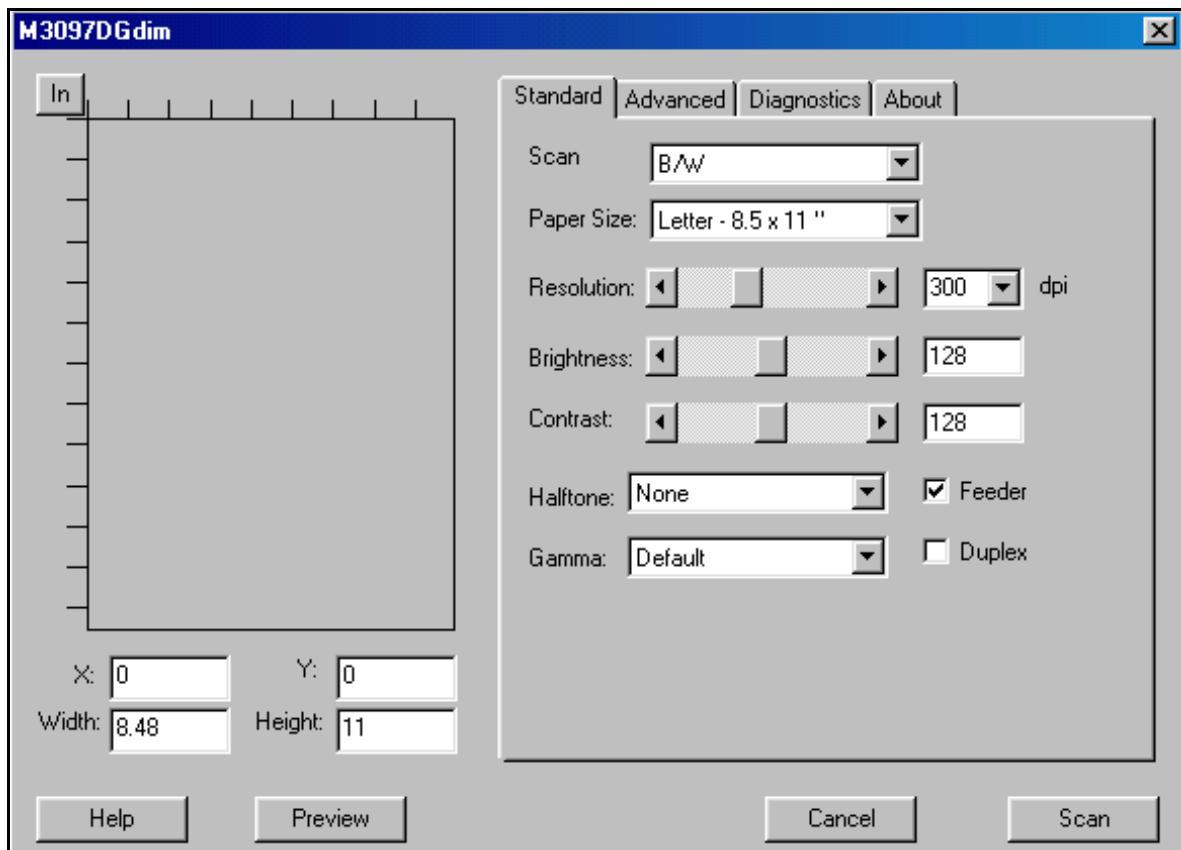 M3097DGdim
In
Standard Advanced Diagnostics About
Scan B/W
Paper Size: Letter - 8.5 x 11 "
Resolution: 300 dpi
Brightness: 128
Contrast: 128
Halftone: None Feeder
Gamma: Default Duplex
X: 0 Y: 0
Width: 8.48 Height: 11
Help Preview Cancel Scan